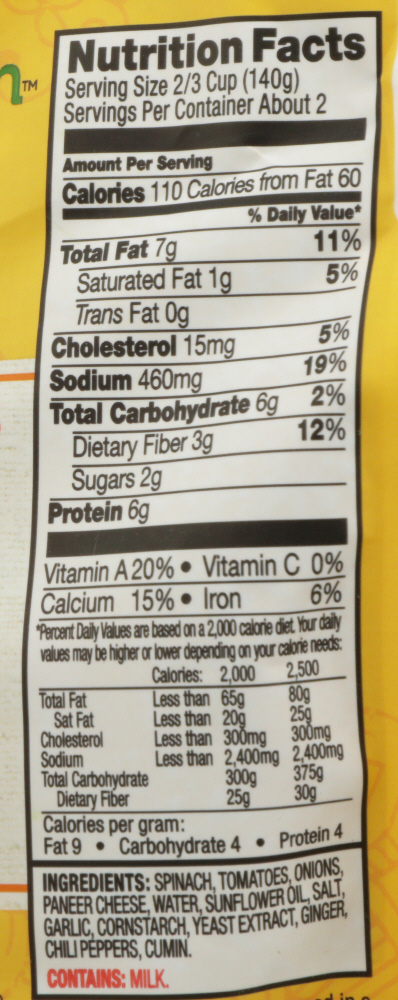 TM
Nutrition Facts
Serving Size 2/3 Cup (140g)
Servings Per Container About 2
Amount Per Serving
Calories 110 Calories from Fat 60
% Daily Value*
Total Fat 7g 11%
Saturated Fat 1g 5%
Trans Fat 0g
Cholesterol 15mg 5%
Sodium 460mg 19%
Total Carbohydrate 6g 2%
Dietary Fiber 3g 12%
Sugars 2g
Protein 6g
Vitamin A 20% • Vitamin C 0%
Calcium 15% • Iron 6%
*Percent Daily Values are based on a 2,000 calorie diet. Your daily
values may be higher or lower depending on your calorie needs:
Calories: 2,000 2,500
Total Fat Less than 65g 80g
Sat Fat Less than 20g 25g
Cholesterol Less than 300mg 300mg
Sodium Less than 2,400mg 2,400mg
Total Carbohydrate 300g 375g
Dietary Fiber 25g 30g
Calories per gram:
Fat 9 • Carbohydrate 4 • Protein 4
INGREDIENTS: SPINACH, TOMATOES, ONIONS,
PANEER CHEESE, WATER, SUNFLOWER OIL, SALT,
GARLIC, CORNSTARCH, YEAST EXTRACT, GINGER,
CHILI PEPPERS, CUMIN.
CONTAINS: MILK.